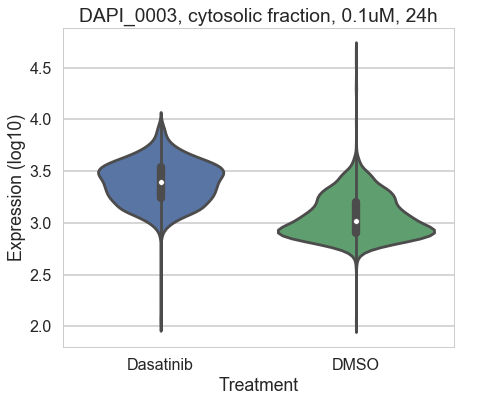 DAPI_0003, cytosolic fraction, 0.1uM, 24h
Expression (log10)
4.5
4.0
3.5
3.0
2.5
2.0
Dasatinib DMSO
Treatment